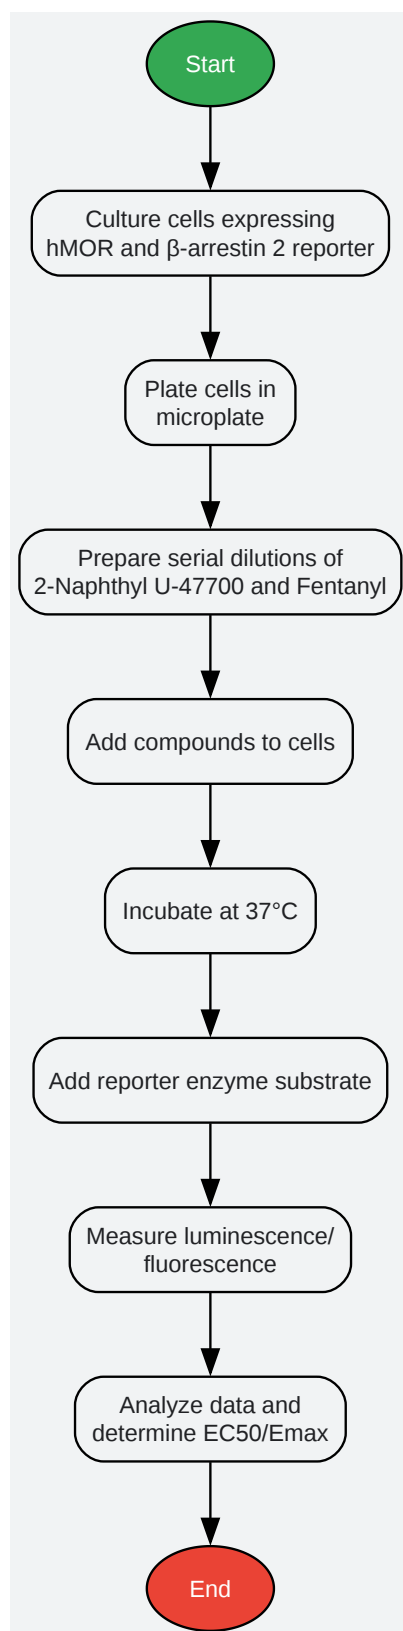 Start
Culture cells expressing
hMOR and β-arrestin 2 reporter
Plate cells in
microplate
Prepare serial dilutions of
2-Naphthyl U-47700 and Fentanyl
Add compounds to cells
Incubate at 37°C
Add reporter enzyme substrate
Measure luminescence/
fluorescence
Analyze data and
determine EC50/Emax
End